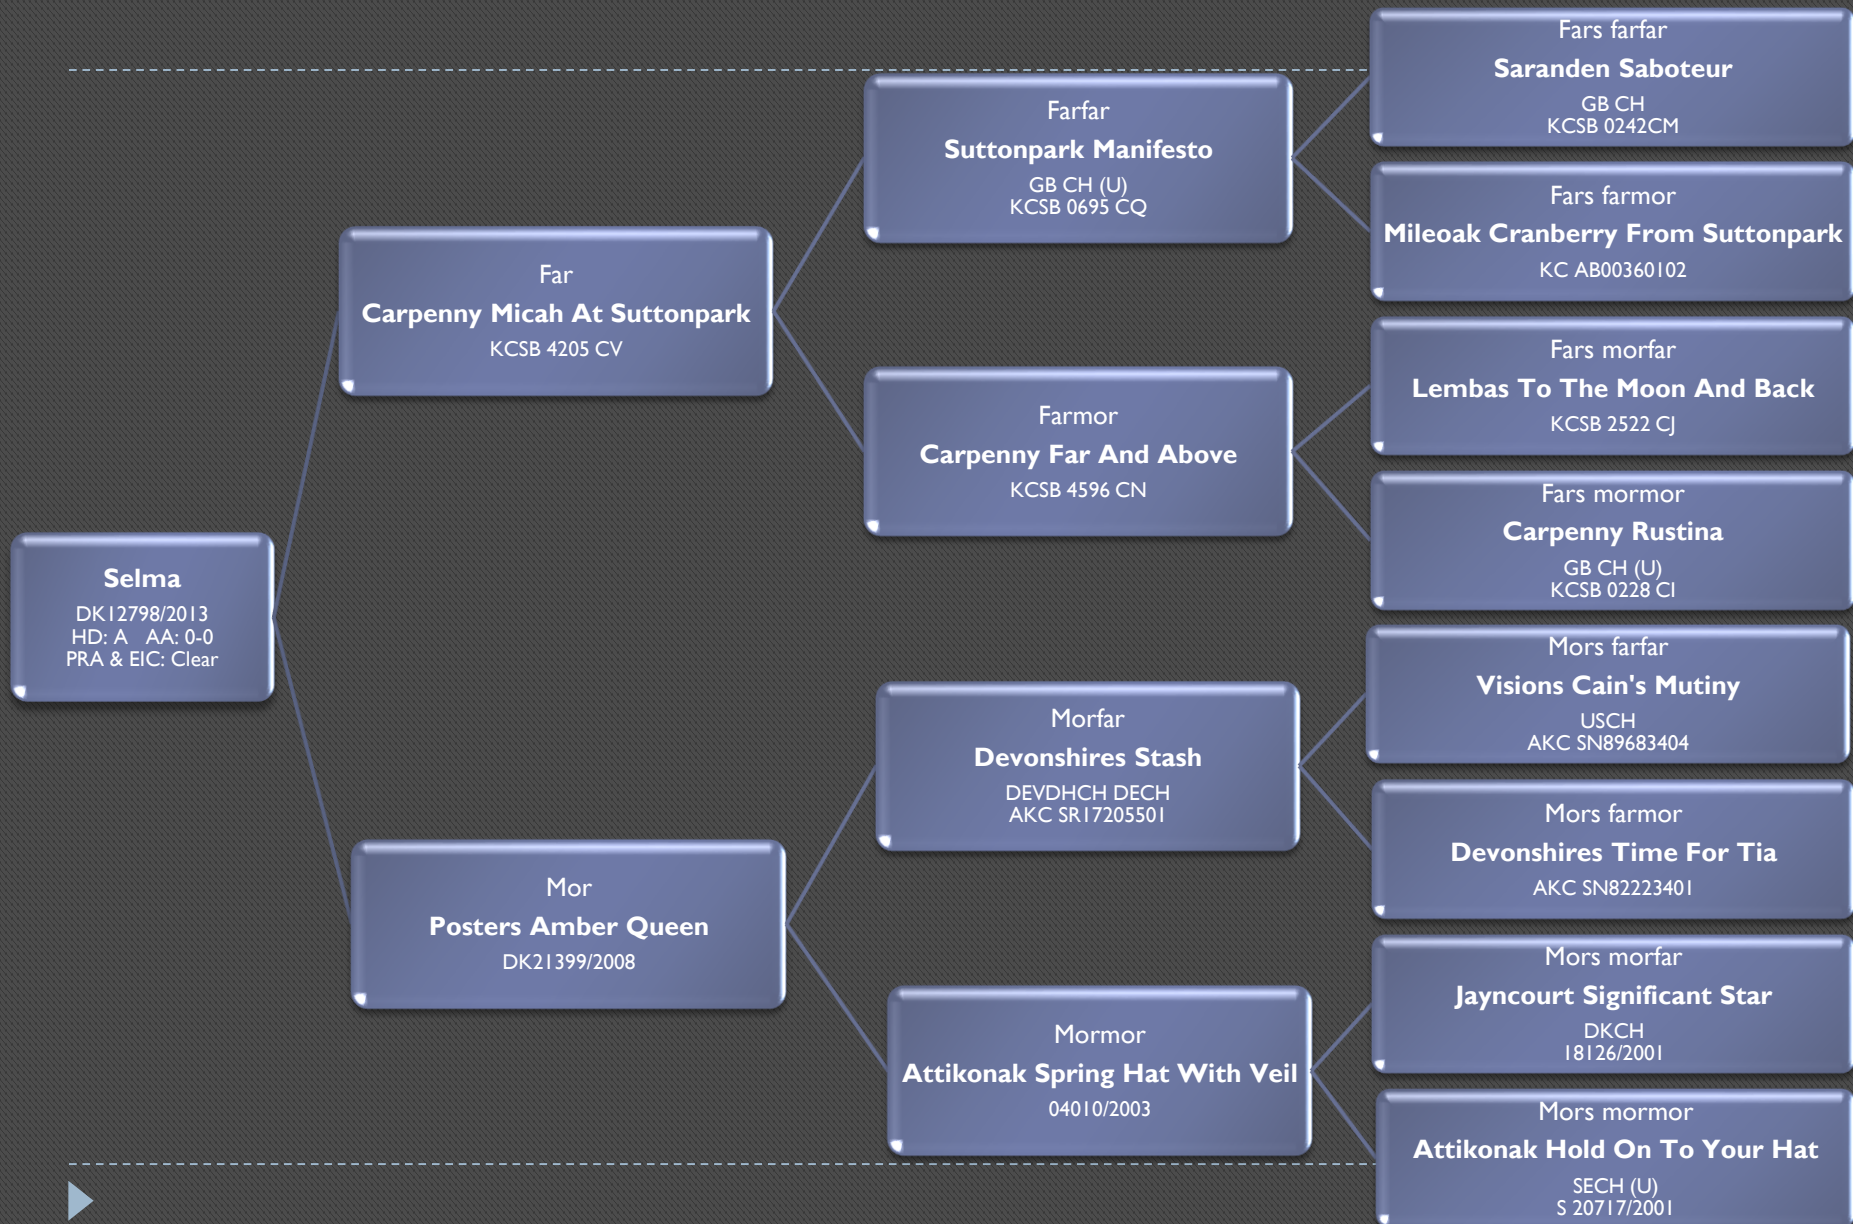 Selma
DK12798/2013
HD: A AA: 0-0
PRA & EIC: Clear
Far
Carpenny Micah At Suttonpark
KCSB 4205 CV
Mor
Posters Amber Queen
DK21399/2008
Farfar
Suttonpark Manifesto
GB CH (U)
KCSB 0695 CQ
Farmor
Carpenny Far And Above
KCSB 4596 CN
Morfar
Devonshires Stash
DEVDHCH DECH
AKC SR17205501
Mormor
Attikonak Spring Hat With Veil
04010/2003
Fars farfar
Saranden Saboteur
GB CH
KCSB 0242CM
Fars farmor
Mileoak Cranberry From Suttonpark
KC AB00360102
Fars morfar
Lembas To The Moon And Back
KCSB 2522 CJ
Fars mormor
Carpenny Rustina
GB CH (U)
KCSB 0228 CI
Mors farfar
Visions Cain's Mutiny
USCH
AKC SN89683404
Mors farmor
Devonshires Time For Tia
AKC SN82223401
Mors morfar
Jayncourt Significant Star
DKCH
18126/2001
Mors mormor
Attikonak Hold On To Your Hat
SECH (U)
S 20717/2001